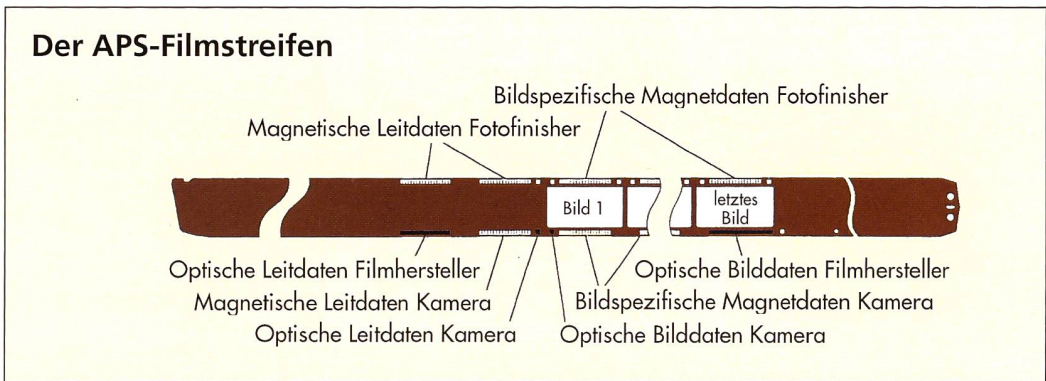 Der APS-Filmstreifen
Bildspezifische Magnetdaten Fotofinisher
Magnetische Leitdaten Fotofinisher
Bild 1
letztes
Bild
Optische Leitdaten Filmhersteller
Optische Bilddaten Filmhersteller
Magnetische Leitdaten Kamera
Bildspezifische Magnetdaten Kamera
Optische Leitdaten Kamera
Optische Bilddaten Kamera